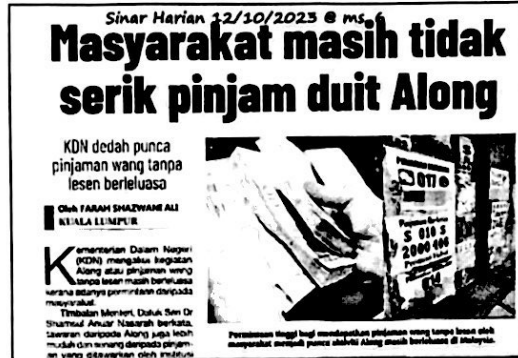 Sinar Harian 12/10/2023 @ ms. 6
Masyarakat masih tidak
serik pinjam duit Along
KDN dedah punca
pinjaman wang tanpa
lesen berleluasa
Oleh FARAH SHAZWANI ALI
KUALA LUMPUR
Kementerian Dalam Negeri
(KDN) mengakui kegiatan
Along atau pinjaman wang
tanpa lesen masih berleluasa
kerana adanya permintaan daripada
masyarakat.
Timbalan Menteri, Datuk Seri Dr
Shamsul Anuar Nasarah berkata,
tawaran daripada Along juga lebih
mudah dan senang daripada pinjam-
an yang ditawarkan oleh institusi
017
S 010 S
2000 400
Permintaan tinggi bagi mendapatkan pinjaman wang tanpa lesen oleh
masyarakat menjadi punca aktiviti Along masih berleluasa di Malaysia.